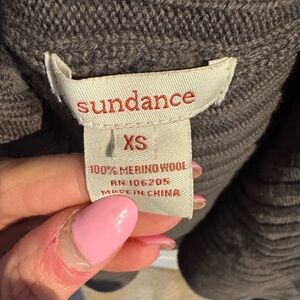 sundance
XS
100% MERINO WOOL
RN 106205
MADE IN CHINA